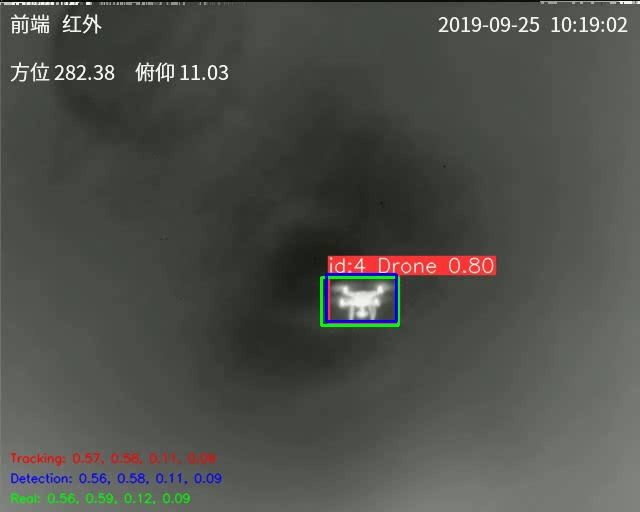 前端 红外 2019-09-25 10:19:02
方位 282.38 俯仰 11.03
id:4 Drone 0.80
Tracking: 0.57, 0.58, 0.11, 0.09
Detection: 0.56, 0.58, 0.11, 0.09
Real: 0.56, 0.59, 0.12, 0.09